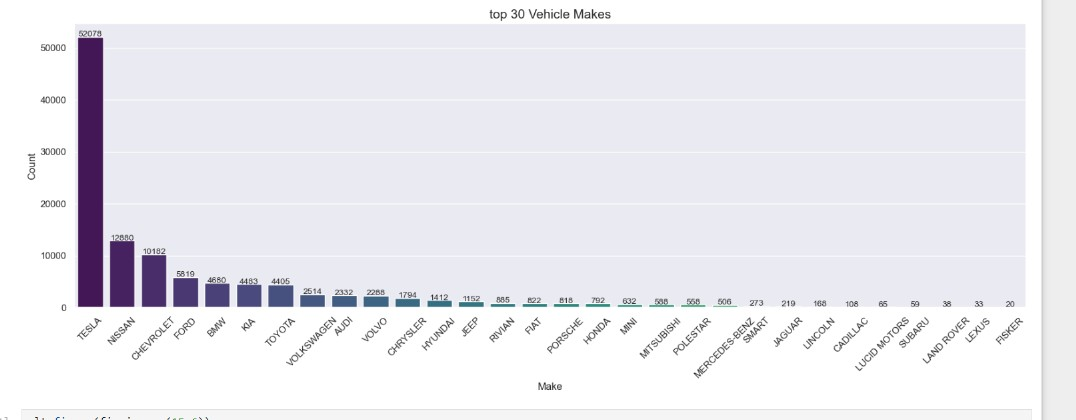 top 30 Vehicle Makes
Count
50000
40000
30000
20000
10000
0
52078
12880
10182
5819
4680
4483
4405
2514
2332
2288
1794
1412
1152
885
822
818
792
632
588
558
506
273
219
168
108
65
59
38
33
20
TESLA
NISSAN
CHEVROLET
FORD
BMW
KIA
TOYOTA
VOLKSWAGEN
AUDI
VOLVO
CHRYSLER
HYUNDAI
JEEP
RIVIAN
FIAT
PORSCHE
HONDA
MINI
MITSUBISHI
POLESTAR
MERCEDES-BENZ
SMART
JAGUAR
LINCOLN
CADILLAC
LUCID MOTORS
SUBARU
LAND ROVER
LEXUS
FISKER
Make